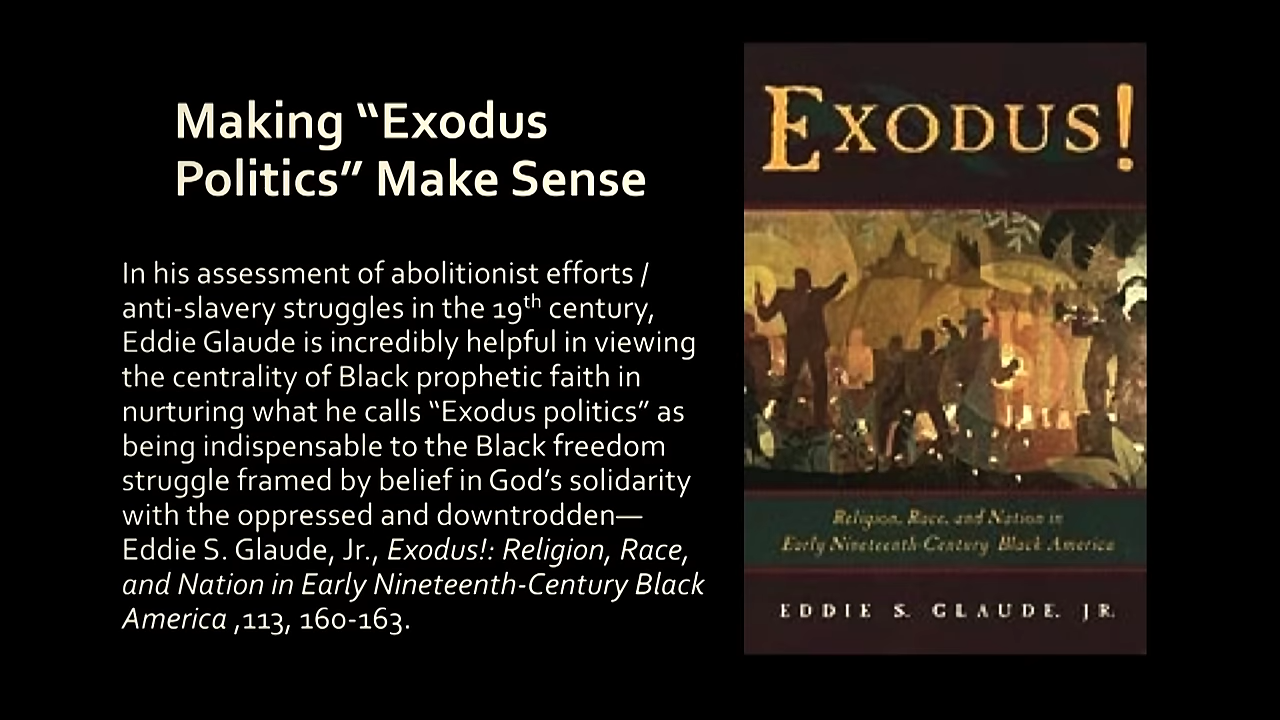 Making “Exodus
Politics” Make Sense
In his assessment of abolitionist efforts /
anti-slavery struggles in the 19th century,
Eddie Glaude is incredibly helpful in viewing
the centrality of Black prophetic faith in
nurturing what he calls “Exodus politics” as
being indispensable to the Black freedom
struggle framed by belief in God’s solidarity
with the oppressed and downtrodden—
Eddie S. Glaude, Jr., Exodus!: Religion, Race,
and Nation in Early Nineteenth-Century Black
America ,113, 160-163.
EXODUS!
Religion, Race, and Nation in
Early Nineteenth-Century Black America
EDDIE S. GLAUDE, JR.